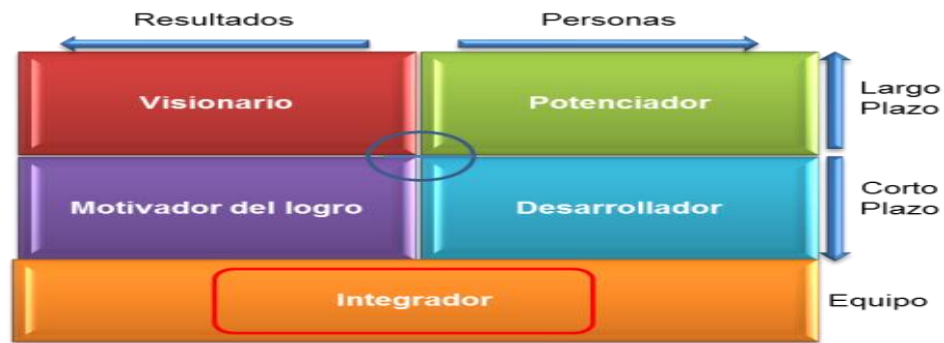 Resultados
Personas
Visionario
Potenciador
Largo
Plazo
Motivador del logro
Desarrollador
Corto
Plazo
Integrador
Equipo